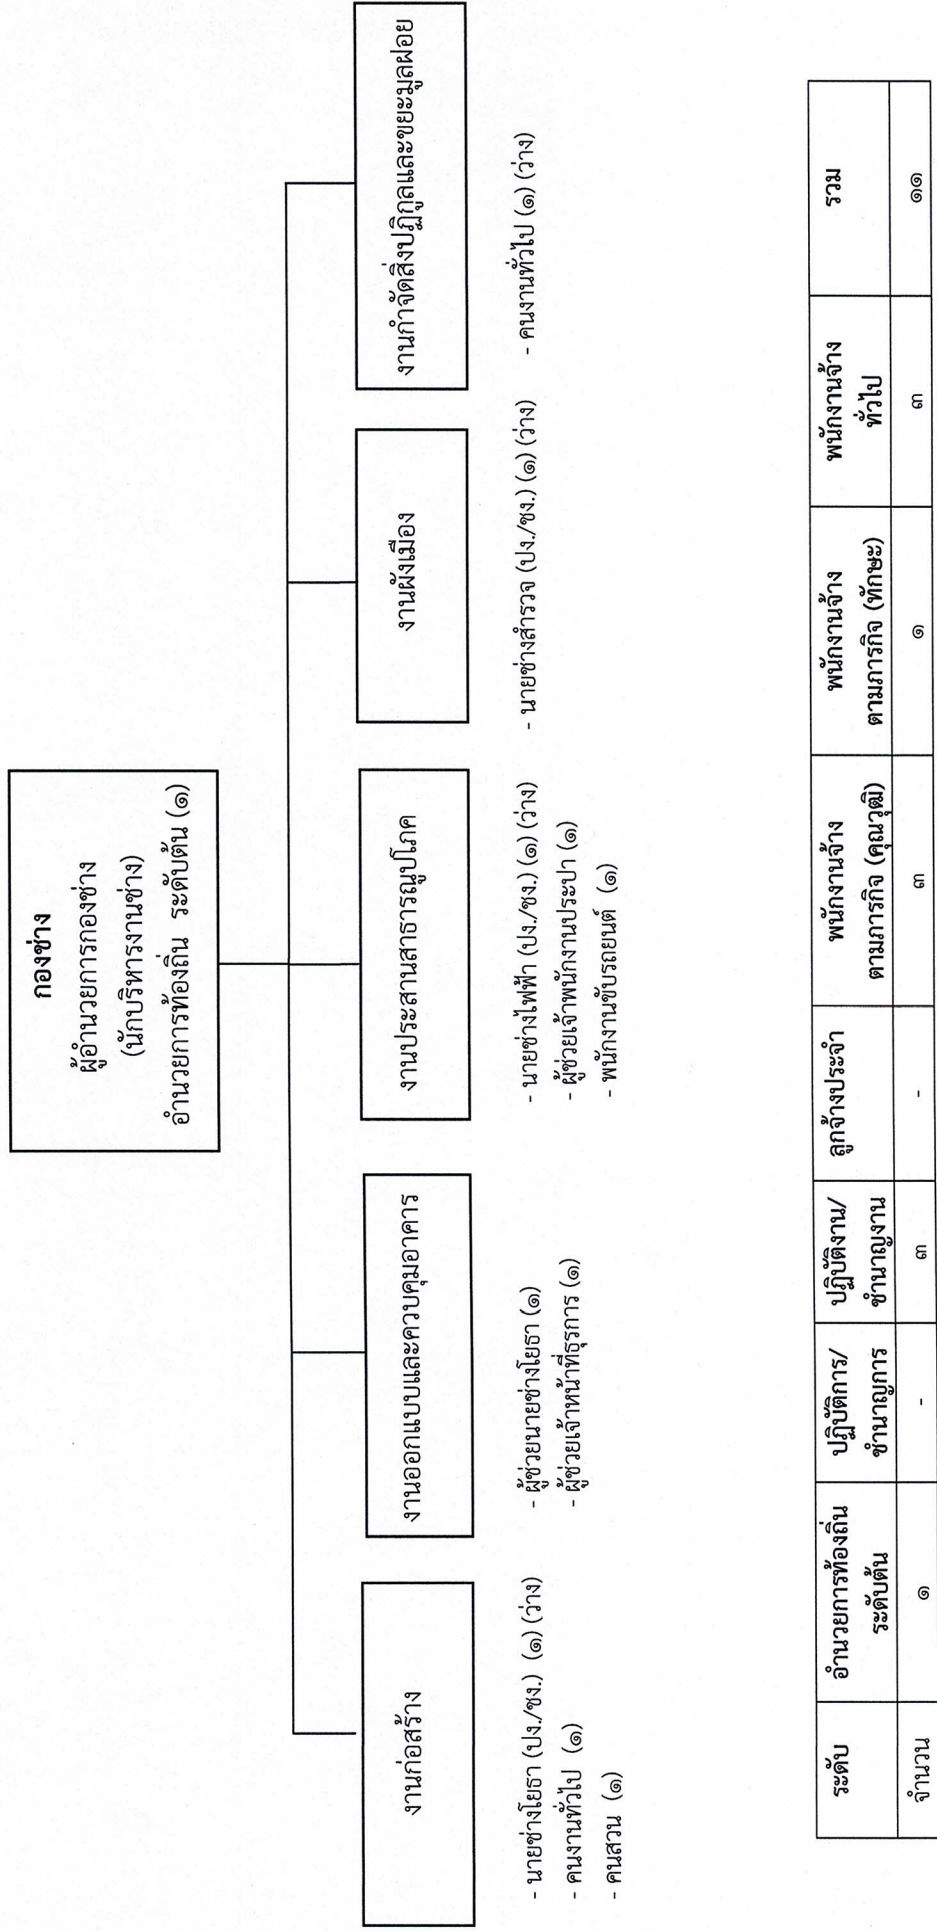 กองช่าง
ผู้อำนวยการกองช่าง
(นักบริหารงานช่าง)
อำนวยการท้องถิ่น ระดับต้น (๑)
งานก่อสร้าง
- นายช่างโยธา (ปง./ชง.) (๑) (ว่าง)
- คนงานทั่วไป (๑)
- คนสวน (๑)
งานออกแบบและควบคุมอาคาร
- ผู้ช่วยนายช่างโยธา (๑)
- ผู้ช่วยเจ้าหน้าที่ธุรการ (๑)
งานประสานสาธารณูปโภค
- นายช่างไฟฟ้า (ปง./ชง.) (๑) (ว่าง)
- ผู้ช่วยเจ้าพนักงานประปา (๑)
- พนักงานขับรถยนต์ (๑)
งานผังเมือง
- นายช่างสำรวจ (ปง./ชง.) (๑) (ว่าง)
งานกำจัดสิ่งปฏิกูลและขยะมูลฝอย
- คนงานทั่วไป (๑) (ว่าง)
ระดับ อำนวยการท้องถิ่น ระดับต้น ปฏิบัติการ/ ชำนาญการ ปฏิบัติงาน/ ชำนาญงาน ลูกจ้างประจำ พนักงานจ้าง ตามภารกิจ (คุณวุฒิ) พนักงานจ้าง ตามภารกิจ (ทักษะ) พนักงานจ้าง ทั่วไป รวม
จำนวน ๑ - ๓ - ๓ ๑ ๓ ๑๑